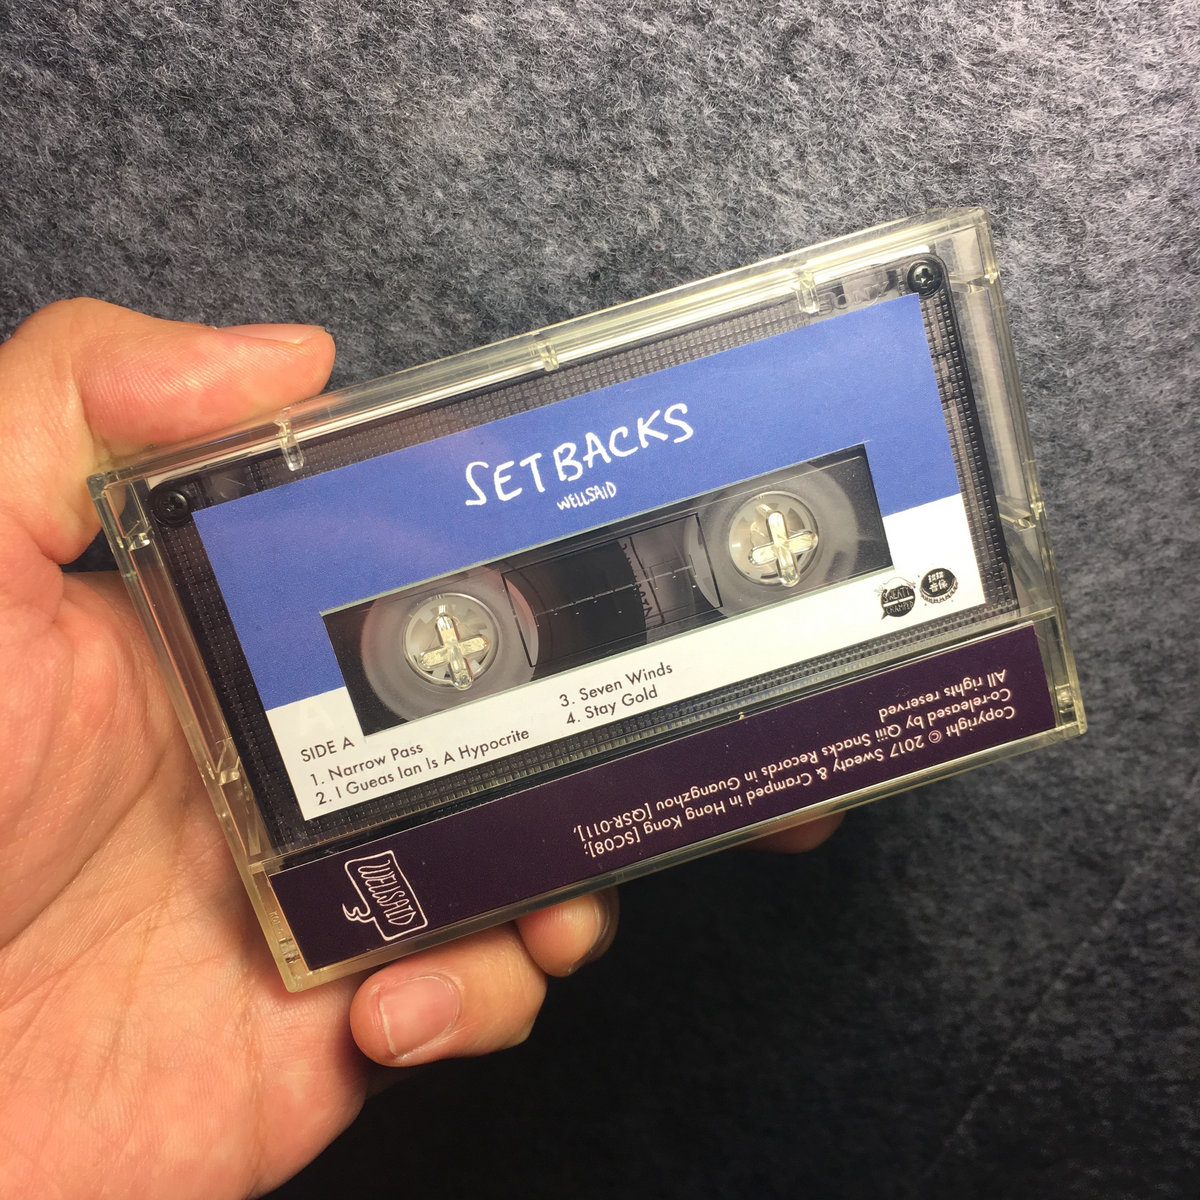 SETBACKS
WELLSAID
SIDE A
1. Narrow Pass
2. I Gueas Ian Is A Hypocrite
3. Seven Winds
4. Stay Gold
SWEATY
& CRAMPED
WELLSAID
Copyright © 2017 Sweaty & Cramped in Hong Kong [SC08];
Co-released by Qiii Snacks Records in Guangzhou [QSR-011],
All rights reserved